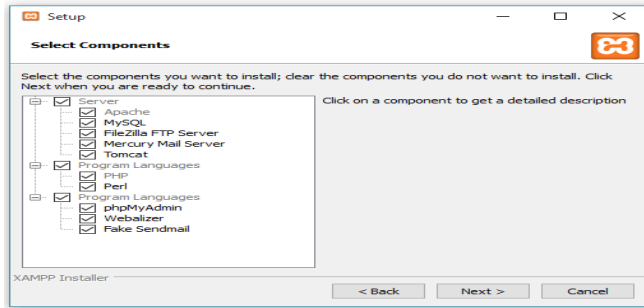 Setup
Select Components
Select the components you want to install; clear the components you do not want to install. Click
Next when you are ready to continue.
Server
Apache
MySQL
FileZilla FTP Server
Mercury Mail Server
Tomcat
Program Languages
PHP
Perl
Program Languages
phpMyAdmin
Webalizer
Fake Sendmail
Click on a component to get a detailed description
XAMPP Installer
< Back
Next >
Cancel